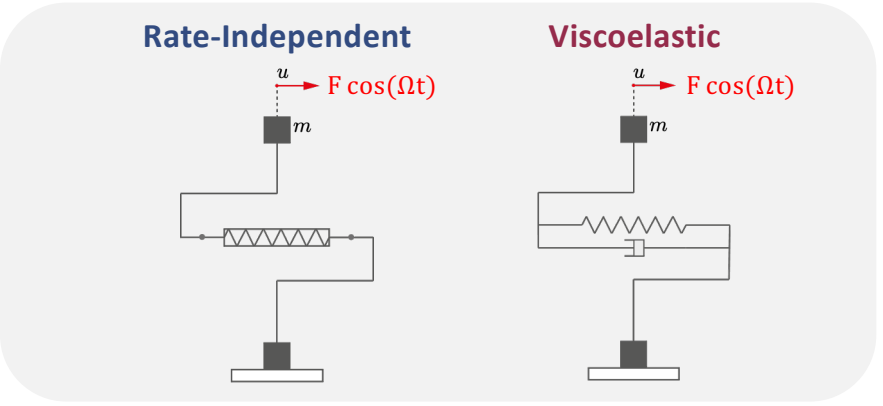 Rate-Independent
u
F cos(Ωt)
m
Viscoelastic
u
F cos(Ωt)
m